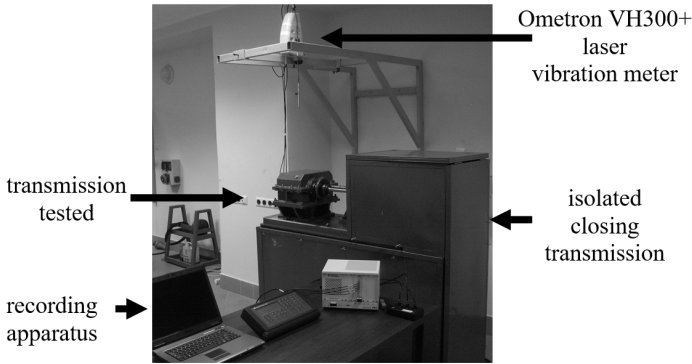 Ometron VH300+
laser
vibration meter
transmission
tested
isolated
closing
transmission
recording
apparatus